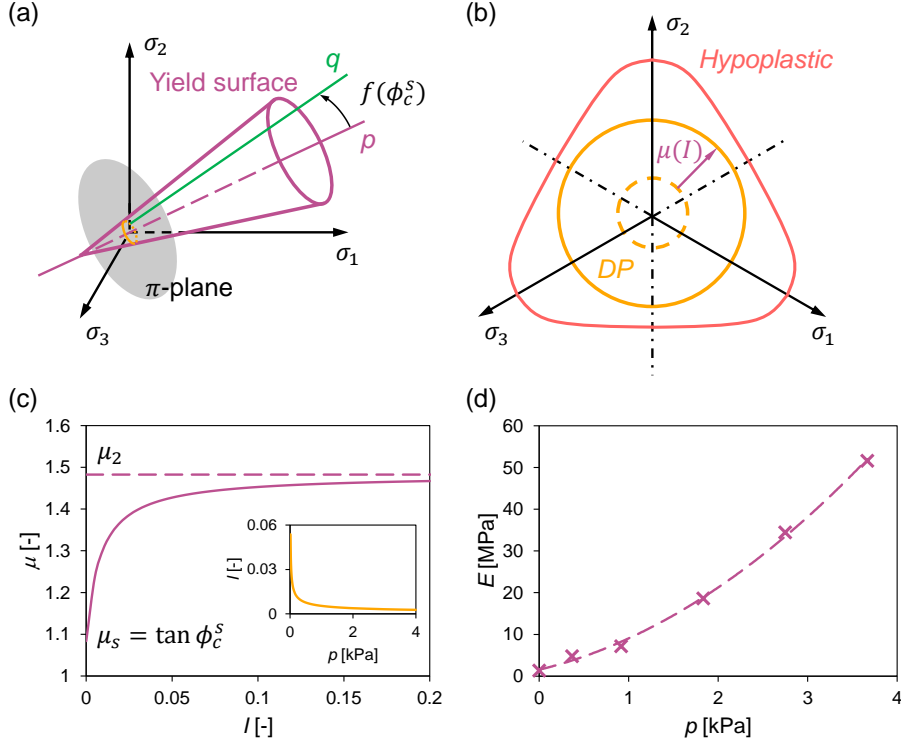 (a)
σ2
q
Yield surface
f(ϕ_c^s)
p
σ1
π-plane
σ3
(b)
σ2
Hypoplastic
μ(I)
DP
σ3
σ1
(c)
1.6
1.5
1.4
1.3
1.2
1.1
1
μ [-]
μ2
μs = tan ϕ_c^s
0 0.05 0.1 0.15 0.2
I [-]
0.06
0.03
0
I [-]
0 2 4
p [kPa]
(d)
60
50
40
30
20
10
0
E [MPa]
0 1 2 3 4
p [kPa]